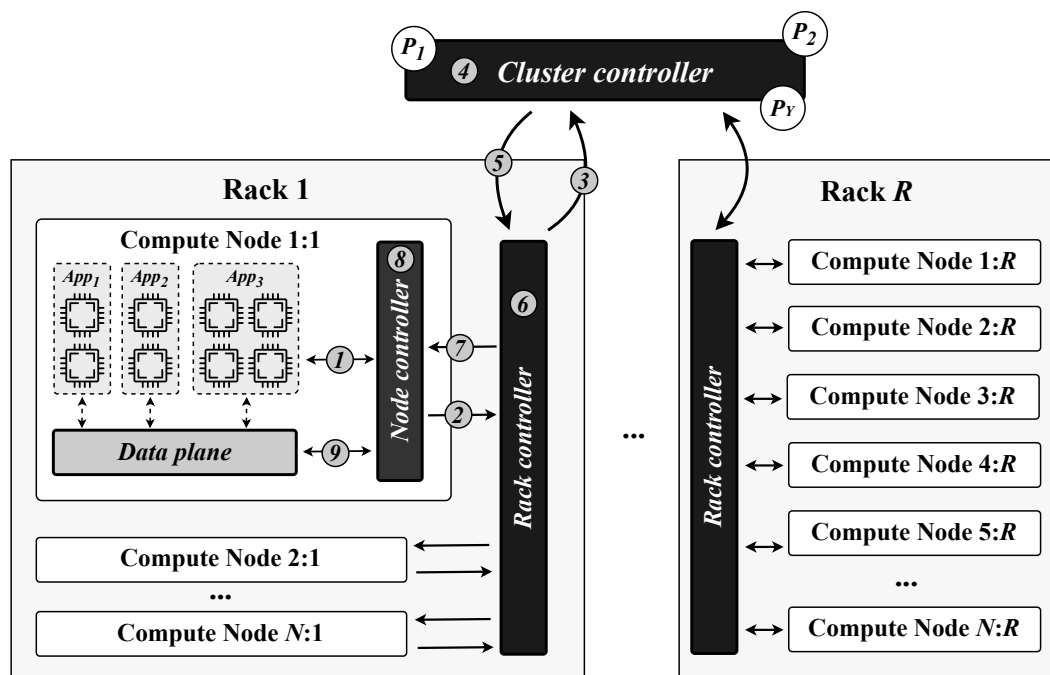 P1
P2
4
Cluster controller
PY
5
3
Rack 1
Rack R
Compute Node 1:1
8
App1
App2
App3
6
1
7
Node controller
2
Rack controller
Data plane
9
Compute Node 2:1
...
Compute Node N:1
...
Rack controller
Compute Node 1:R
Compute Node 2:R
Compute Node 3:R
Compute Node 4:R
Compute Node 5:R
...
Compute Node N:R